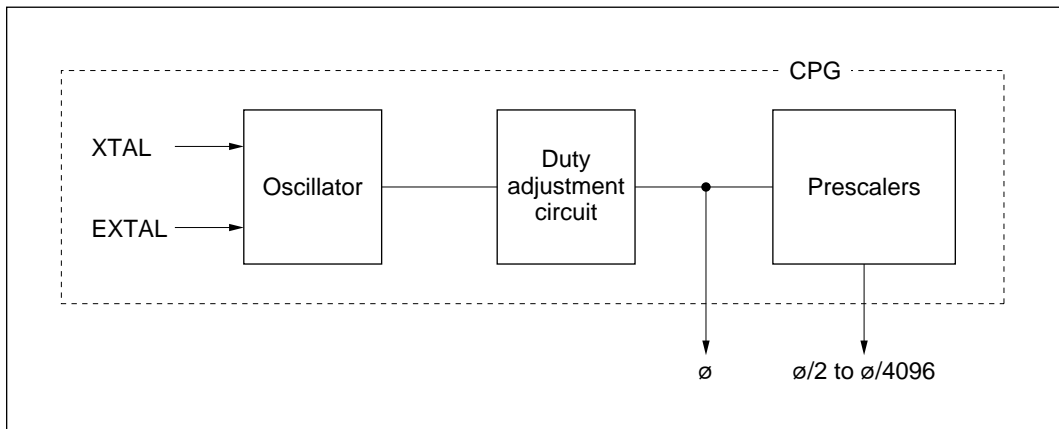 CPG
XTAL
EXTAL
Oscillator
Duty
adjustment
circuit
Prescalers
ø
ø/2 to ø/4096